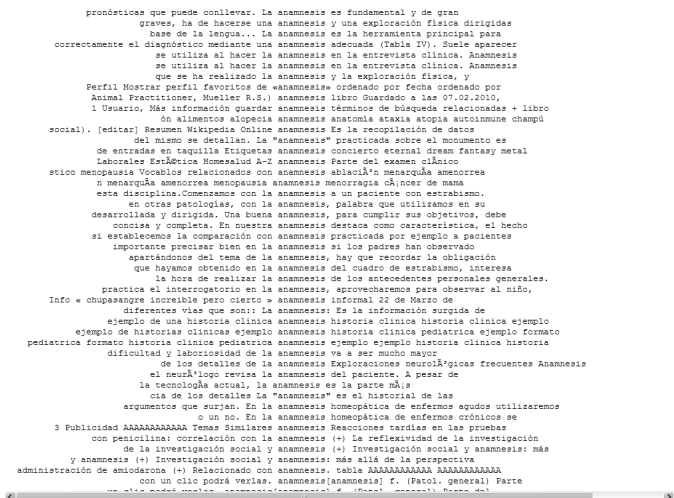 pronósticas que puede conllevar. La anamnesis es fundamental y de gran
graves, ha de hacerse una anamnesis y una exploración física dirigidas
base de la lengua... La anamnesis es la herramienta principal para
correctamente el diagnóstico mediante una anamnesis adecuada (Tabla IV). Suele aparecer
se utiliza al hacer la anamnesis en la entrevista clínica. Anamnesis
se utiliza al hacer la anamnesis en la entrevista clínica. Anamnesis
que se ha realizado la anamnesis y la exploración física, y
Perfil Mostrar perfil favoritos de «anamnesis» ordenado por fecha ordenado por
Animal Practitioner, Mueller R.S.) anamnesis libro Guardado a las 07.02.2010,
1 Usuario, Más información guardar anamnesis términos de búsqueda relacionadas + libro
ón alimentos alopecia anamnesis anatomía ataxia atopia autoinmune champú
social). [editar] Resumen Wikipedia Online anamnesis Es la recopilación de datos
del mismo se detallan. La "anamnesis" practicada sobre el monumento es
de entradas en taquilla Etiquetas anamnesis concierto eternal dream fantasy metal
Laborales EstÃ©tica Homesalud A-Z anamnesis Parte del examen clÃnico
stico menopausia Vocablos relacionados con anamnesis ablaciÃ³n menarquÃa amenorrea
n menarquÃa amenorrea menopausia anamnesis menorragia cÃ¡ncer de mama
esta disciplina.Comenzamos con la anamnesis a un paciente con estrabismo.
en otras patologías, con la anamnesis, palabra que utilizamos en su
desarrollada y dirigida. Una buena anamnesis, para cumplir sus objetivos, debe
concisa y completa. En nuestra anamnesis destaca como característica, el hecho
si establecemos la comparación con anamnesis practicada por ejemplo a pacientes
importante precisar bien en la anamnesis si los padres han observado
apartándonos del tema de la anamnesis, hay que recordar la obligación
que hayamos obtenido en la anamnesis del cuadro de estrabismo, interesa
la hora de realizar la anamnesis de los antecedentes personales generales.
practica el interrogatorio en la anamnesis, aprovecharemos para observar al niño,
Info « chupasangre increible pero cierto » anamnesis informal 22 de Marzo de
diferentes vías que son:: La anamnesis: Es la información surgida de
ejemplo de una historia clinica anamnesis historia clinica historia clinica ejemplo
ejemplo de historias clinicas ejemplo anamnesis historia clinica pediatrica ejemplo formato
pediatrica formato historia clinica pediatrica anamnesis ejemplo ejemplo historia clinica historia
dificultad y laboriosidad de la anamnesis va a ser mucho mayor
de los detalles de la anamnesis Exploraciones neurolÃ³gicas frecuentes Anamnesis
el neurÃ³logo revisa la anamnesis del paciente. A pesar de
la tecnologÃa actual, la anamnesis es la parte mÃ¡s
cia de los detalles La "anamnesis" es el historial de las
argumentos que surjan. En la anamnesis homeopática de enfermos agudos utilizaremos
o un no. En la anamnesis homeopática de enfermos crónicos se
3 Publicidad ÄÄÄÄÄÄÄÄÄÄÄÄ Temas Similares anamnesis Reacciones tardías en las pruebas
con penicilina: correlación con la anamnesis (+) La reflexividad de la investigación
de la investigación social y anamnesis (+) Investigación social y anamnesis: más
y anamnesis (+) Investigación social y anamnesis: más allá de la perspectiva
administración de amiodarona (+) Relacionado con anamnesis. tabla ÄÄÄÄÄÄÄÄÄÄÄÄ ÄÄÄÄÄÄÄÄÄÄÄÄ
con un clic podrá verlas. anamnesis[anamnesis] f. (Patol. general) Parte